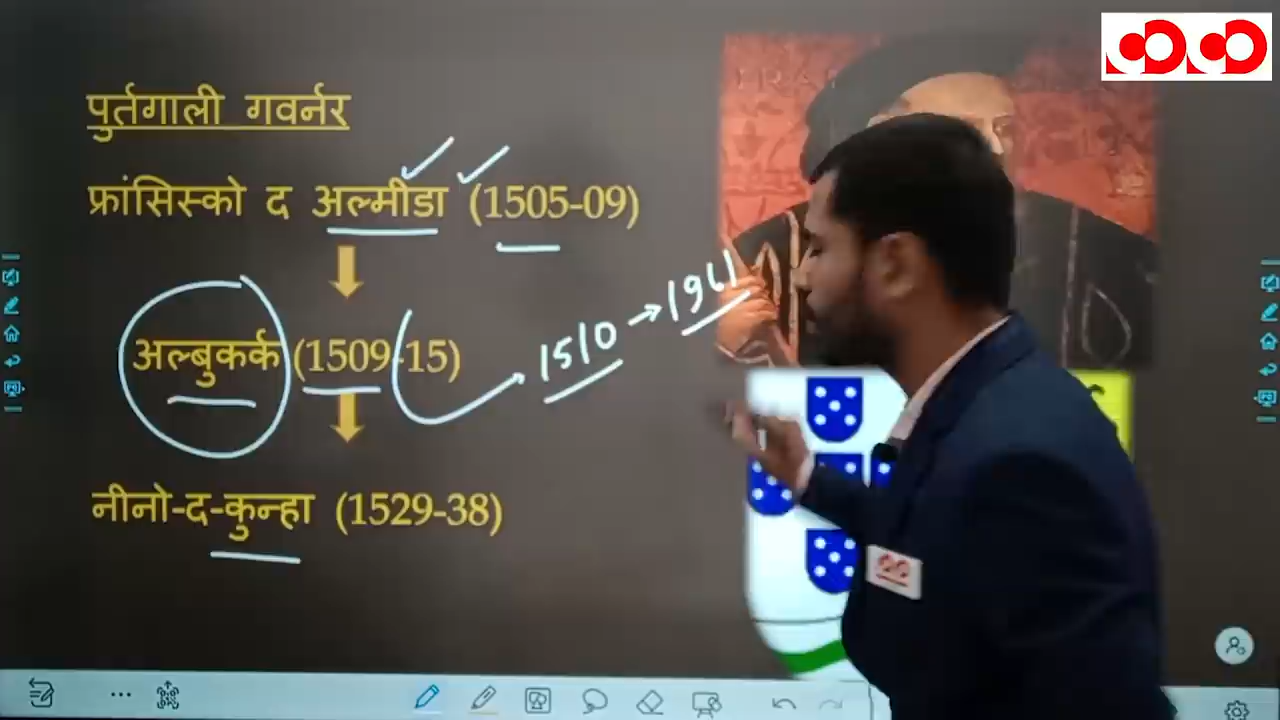 पुर्तगाली गवर्नर
फ्रांसिस्को द अल्मीडा (1505-09)
अल्बुकर्क (1509-15)
1510 → 1961
नीनो-द-कुन्हा (1529-38)